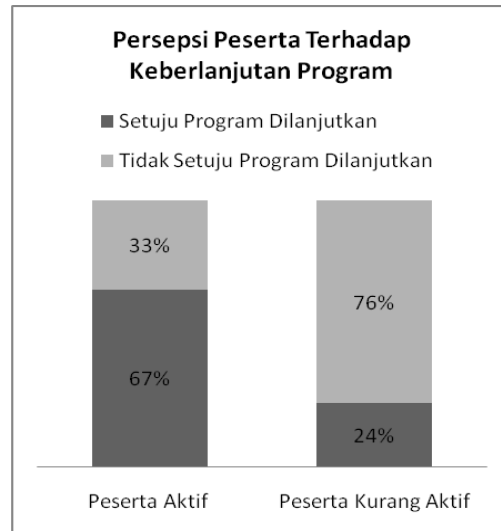 Persepsi Peserta Terhadap
Keberlanjutan Program
Setuju Program Dilanjutkan
Tidak Setuju Program Dilanjutkan
33%
76%
67%
24%
Peserta Aktif
Peserta Kurang Aktif